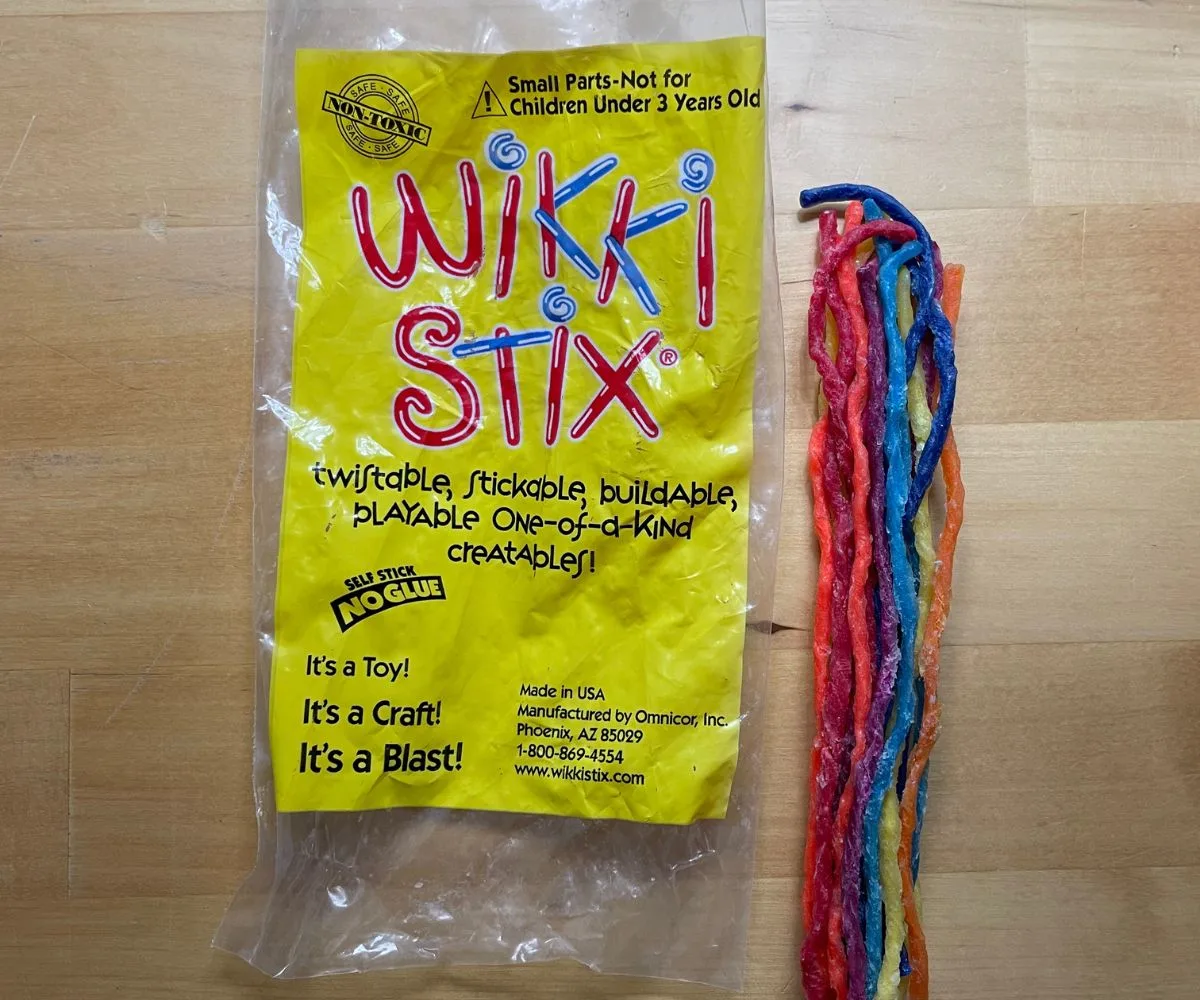 SAFE · SAFE
NON-TOXIC
SAFE · SAFE
Small Parts-Not for
Children Under 3 Years Old
WiKKi
STiX®
twistable, stickable, buildable,
playable one-of-a-kind
creatables!
SELF STICK
NO GLUE
It's a Toy!
It's a Craft!
It's a Blast!
Made in USA
Manufactured by Omnicor, Inc.
Phoenix, AZ 85029
1-800-869-4554
www.wikkistix.com